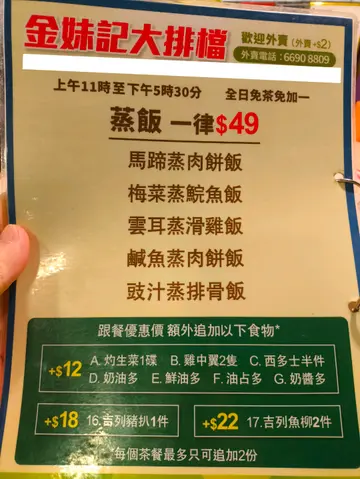 金妹記大排檔
歡迎外賣 (外賣+$2)
外賣電話：6690 8809
上午11時至下午5時30分 全日免茶免加一
蒸飯 一律$49
馬蹄蒸肉餅飯
梅菜蒸鯇魚飯
雲耳蒸滑雞飯
鹹魚蒸肉餅飯
豉汁蒸排骨飯
跟餐優惠價 額外追加以下食物*
+$12
A. 灼生菜1碟 B. 雞中翼2隻 C. 西多士半件
D. 奶油多 E. 鮮油多 F. 油占多 G. 奶醬多
+$18 16.吉列豬扒1件 +$22 17.吉列魚柳2件
*每個茶餐最多只可追加2份